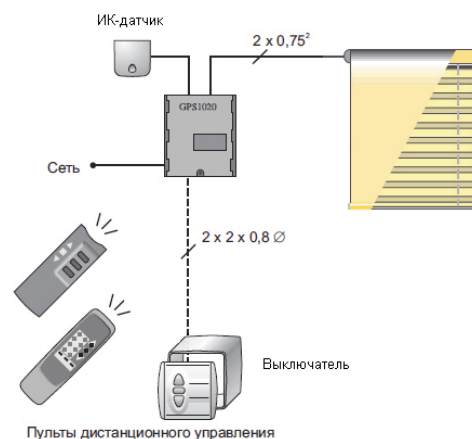 ИК-датчик
2 x 0,75²
GPS1020
Сеть
2 x 2 x 0,8 Ø
Выключатель
Пульты дистанционного управления